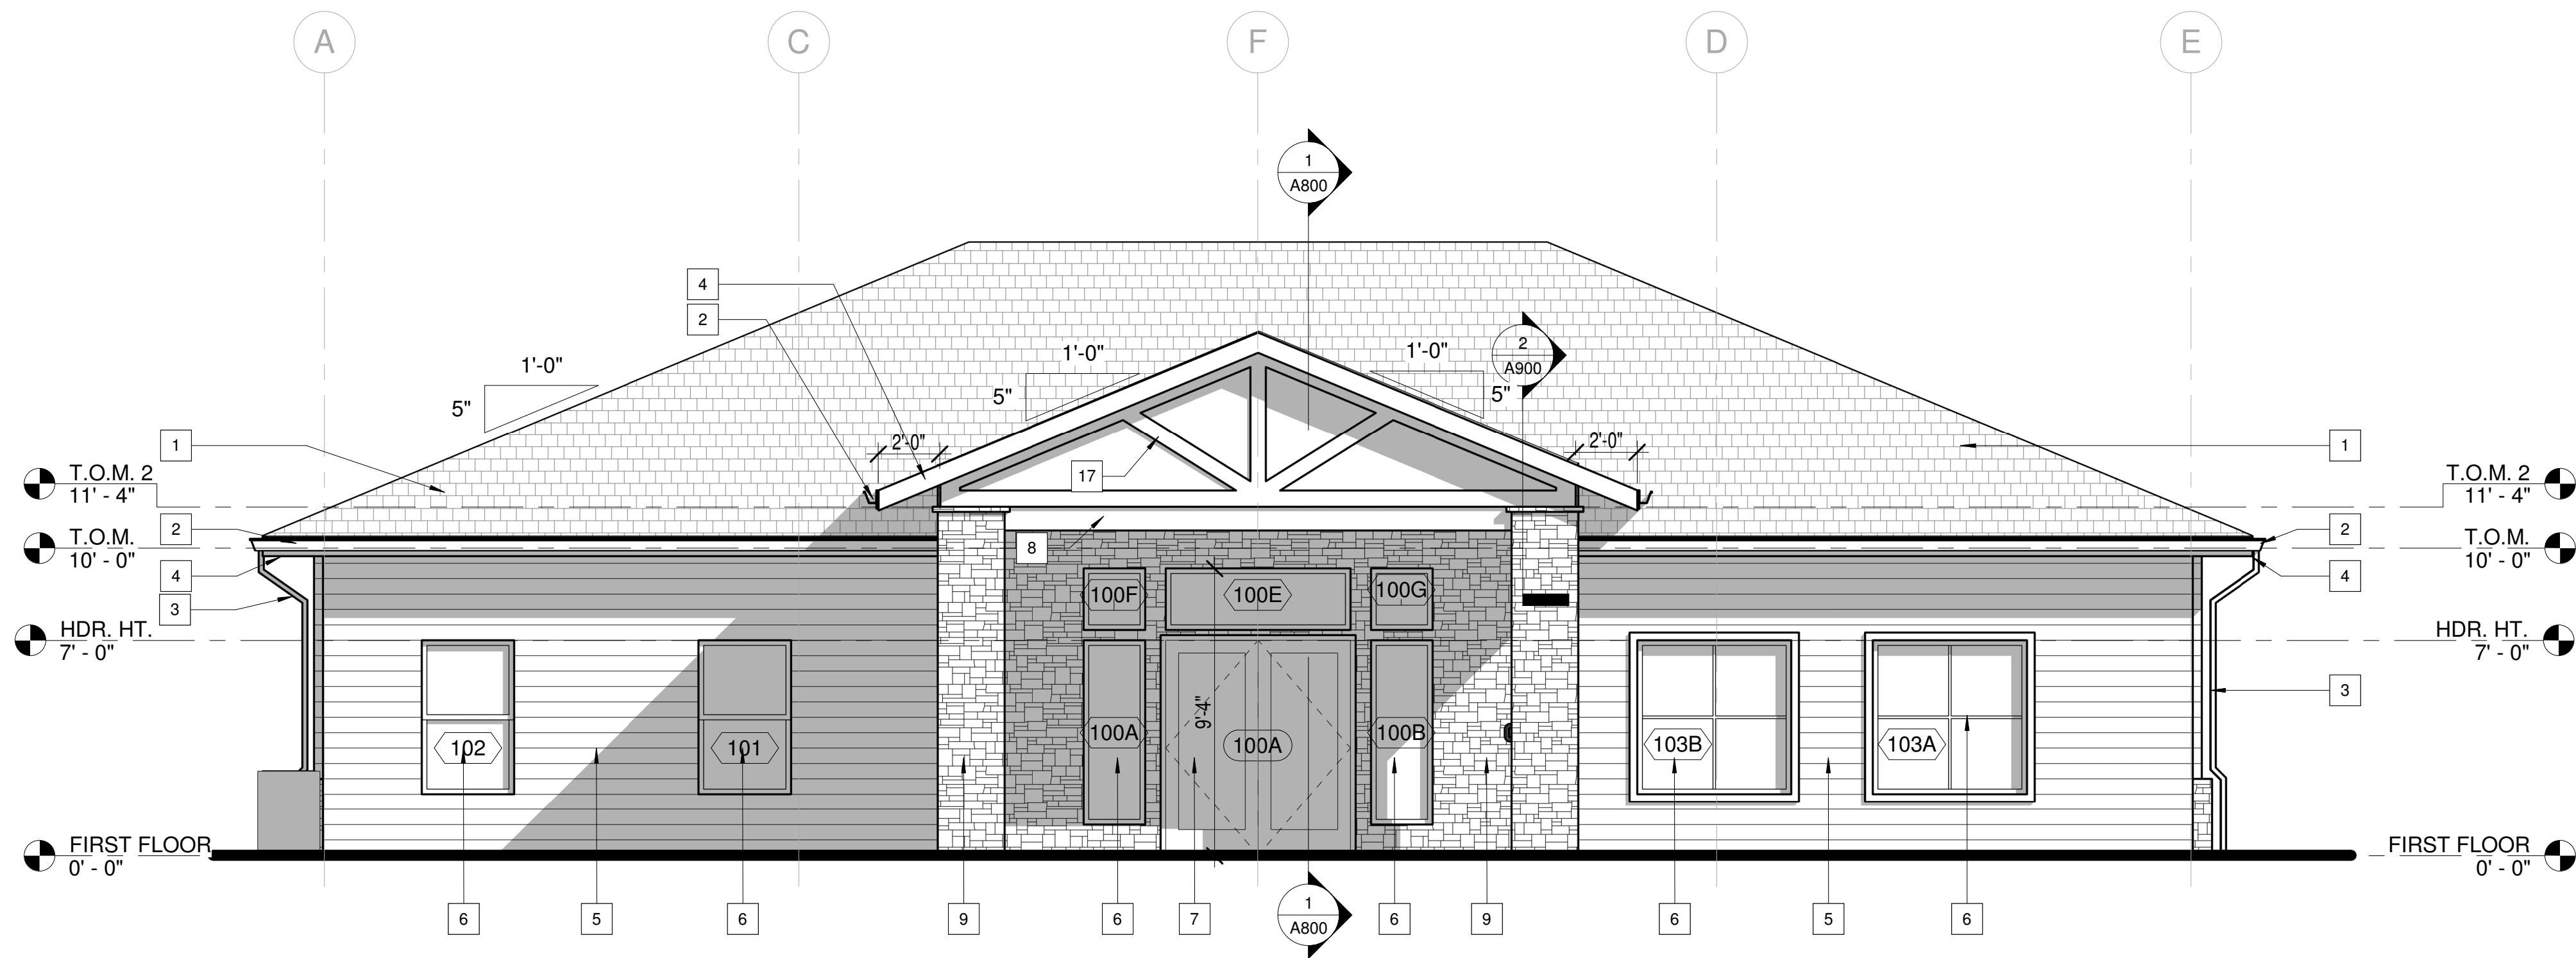 A
C
F
D
E
1
A800
4
2
2
A900
1'-0"
5"
1'-0"
5"
1'-0"
5"
1
2'-0"
2'-0"
1
17
T.O.M. 2
11' - 4"
T.O.M. 2
11' - 4"
2
T.O.M.
10' - 0"
8
2
T.O.M.
10' - 0"
4
3
4
100F
100E
100G
HDR. HT.
7' - 0"
HDR. HT.
7' - 0"
3
9'-4"
102
101
100A
100A
100B
103B
103A
FIRST FLOOR
0' - 0"
FIRST FLOOR
0' - 0"
6
5
6
9
6
7
1
A800
6
9
6
5
6